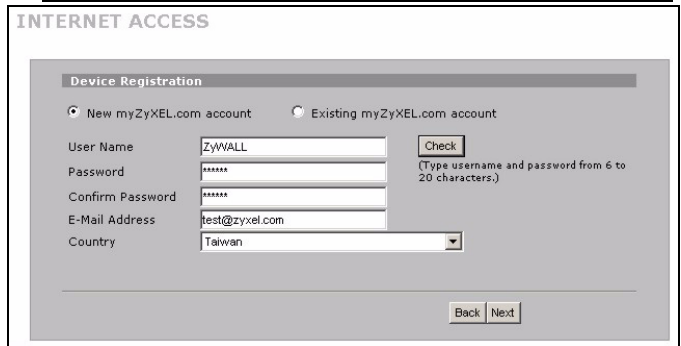 INTERNET ACCESS
Device Registration
New myZyXEL.com account Existing myZyXEL.com account
User Name ZyWALL Check
(Type username and password from 6 to
20 characters.)
Password ******
Confirm Password ******
E-Mail Address test@zyxel.com
Country Taiwan
Back Next